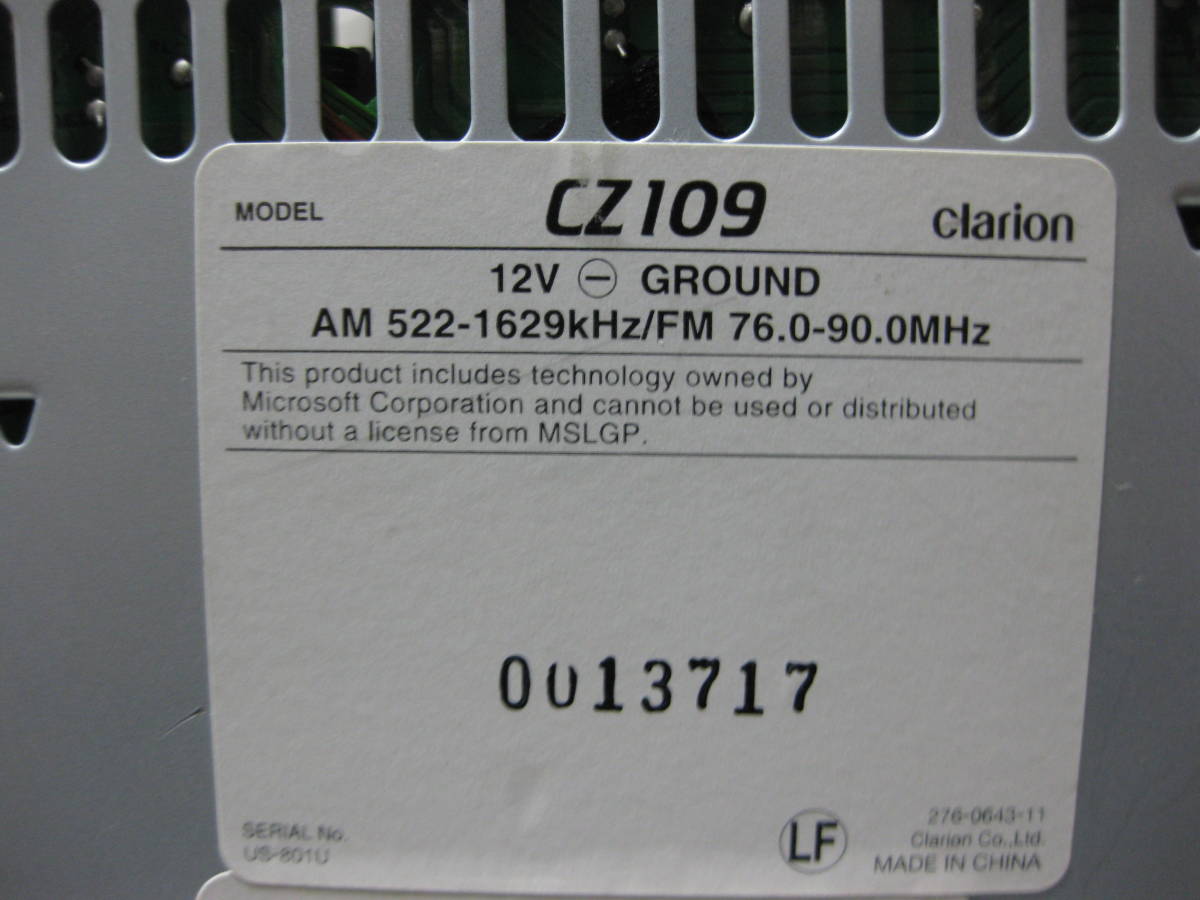 MODEL CZ109 clarion
12V ⊖ GROUND
AM 522-1629kHz/FM 76.0-90.0MHz
This product includes technology owned by
Microsoft Corporation and cannot be used or distributed
without a license from MSLGP.
0013717
SERIAL No.
US-801U
LF
276-0643-11
Clarion Co.,Ltd.
MADE IN CHINA